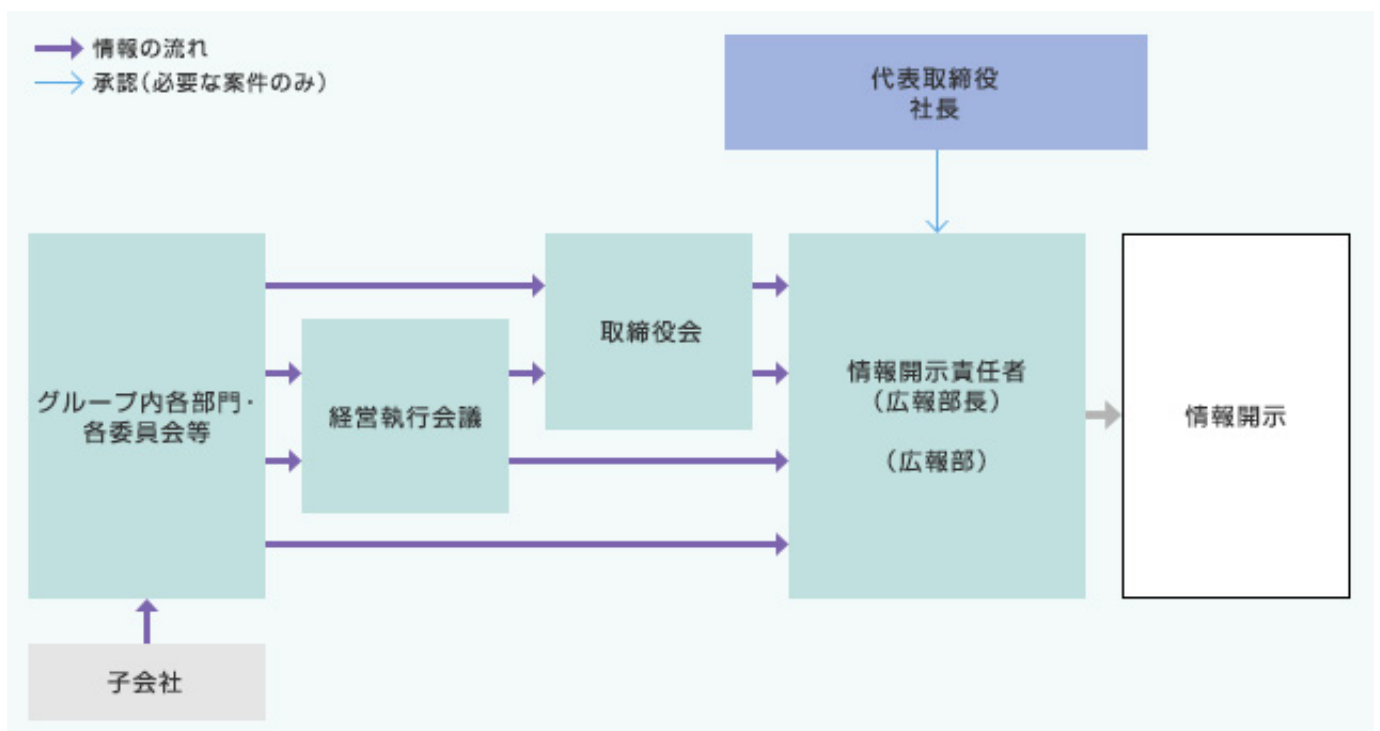 情報の流れ
承認（必要な案件のみ）
代表取締役
社長
グループ内各部門・
各委員会等
経営執行会議
取締役会
情報開示責任者
（広報部長）
（広報部）
情報開示
子会社